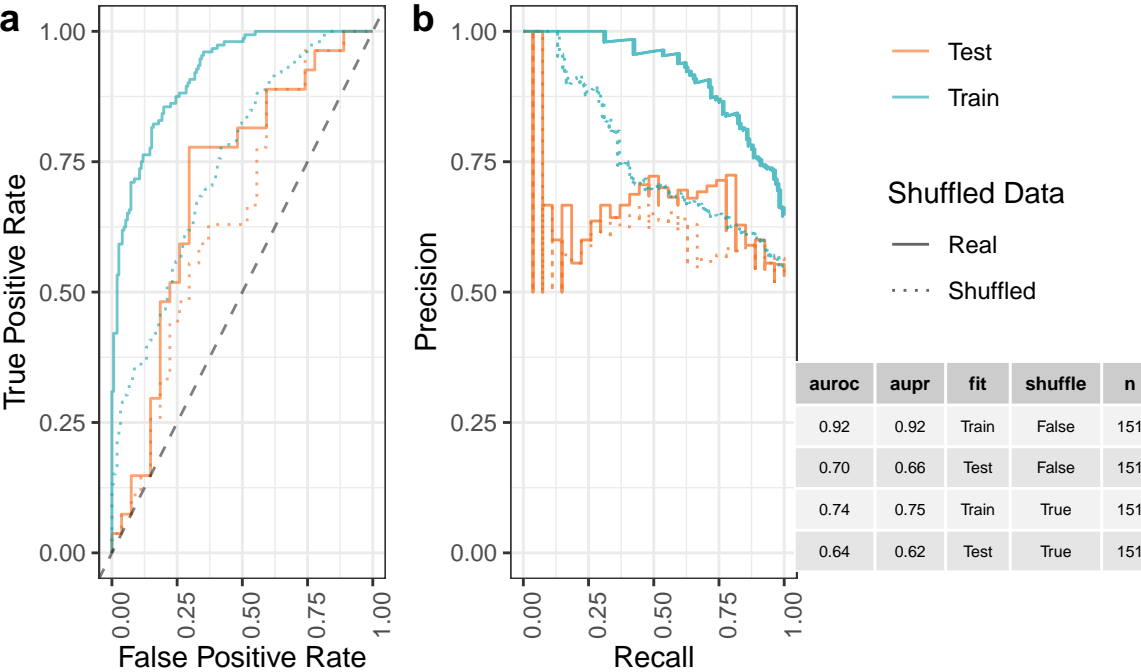 a
True Positive Rate
1.00
0.75
0.50
0.25
0.00
0.00 0.25 0.50 0.75 1.00
False Positive Rate
b
Precision
1.00
0.75
0.50
0.25
0.00
0.00 0.25 0.50 0.75 1.00
Recall
Test
Train
Shuffled Data
Real
Shuffled
auroc aupr fit shuffle n
0.92 0.92 Train False 151
0.70 0.66 Test False 151
0.74 0.75 Train True 151
0.64 0.62 Test True 151